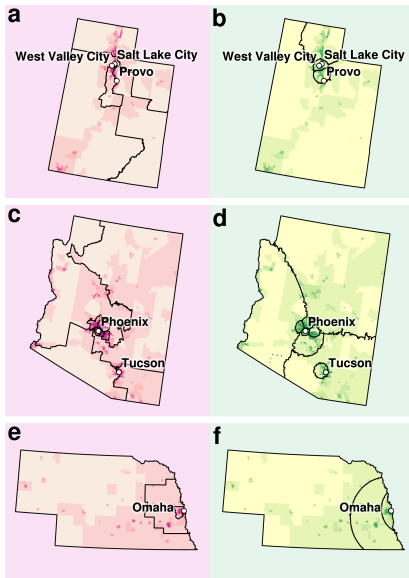 a
b
West Valley City Salt Lake City
Provo
West Valley City Salt Lake City
Provo
c
d
Phoenix
Tucson
Phoenix
Tucson
e
f
Omaha
Omaha